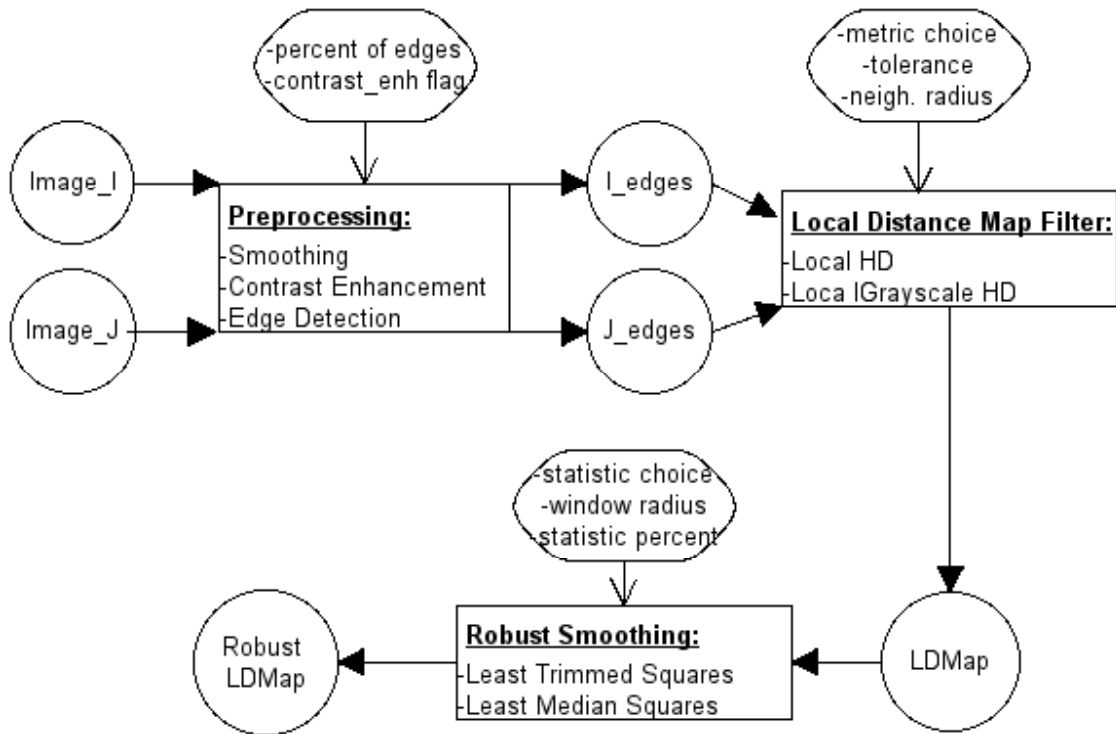 -percent of edges
-contrast_enh flag
-metric choice
-tolerance
-neigh. radius
Image_I
Preprocessing:
-Smoothing
-Contrast Enhancement
-Edge Detection
I_edges
Local Distance Map Filter:
-Local HD
-Loca lGrayscale HD
Image_J
J_edges
-statistic choice
-window radius
-statistic percent
Robust
LDMap
Robust Smoothing:
-Least Trimmed Squares
-Least Median Squares
LDMap